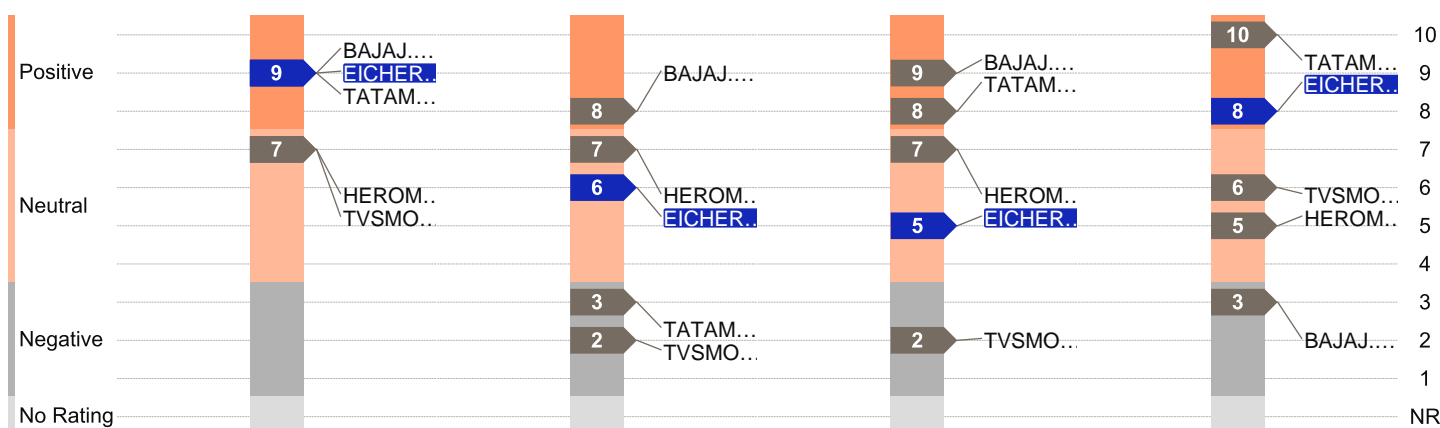 10
10
BAJAJ....
TATAM...
Positive
9
EICHER..
BAJAJ....
9
BAJAJ....
EICHER..
9
TATAM...
TATAM...
8
8
8
8
7
7
7
7
HEROM..
HEROM..
HEROM..
6
6
TVSMO..
6
Neutral
TVSMO...
EICHER..
5
EICHER..
5
HEROM..
5
4
3
3
3
TATAM...
Negative
2
TVSMO...
2
TVSMO...
BAJAJ....
2
1
No Rating
NR